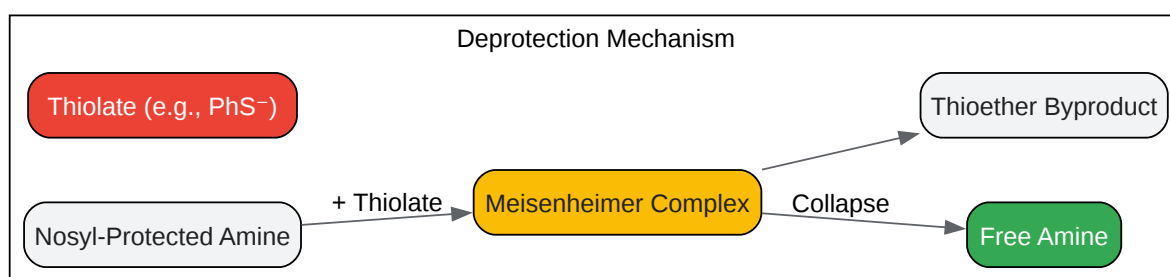 Deprotection Mechanism
Thiolate (e.g., PhS⁻)
Thioether Byproduct
+ Thiolate
Meisenheimer Complex
Collapse
Nosyl-Protected Amine
Free Amine